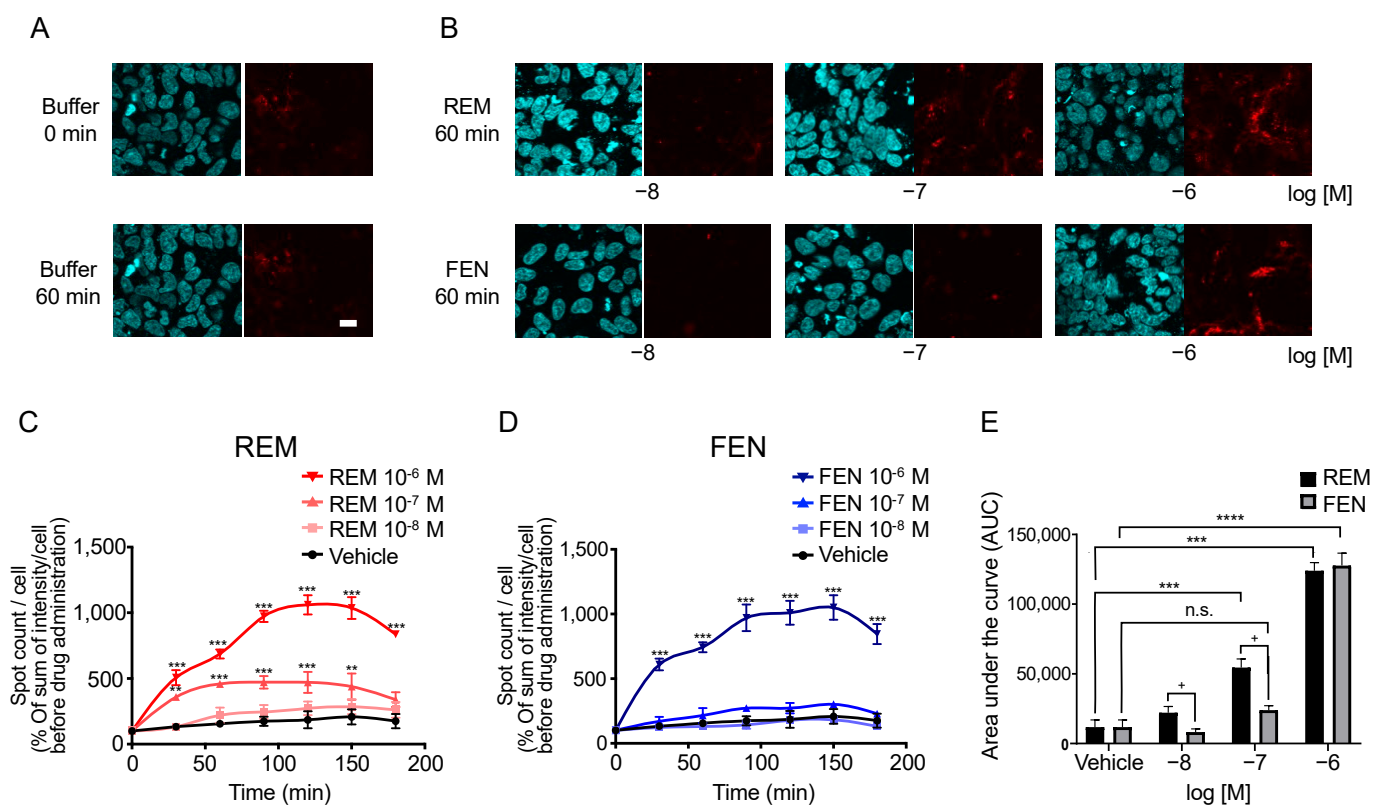 A
B
Buffer
0 min
REM
60 min
−8
−7
−6
log [M]
Buffer
60 min
FEN
60 min
−8
−7
−6
log [M]
C
REM
REM 10⁻⁶ M
REM 10⁻⁷ M
REM 10⁻⁸ M
Vehicle
Spot count / cell
(% Of sum of intensity/cell
before drug administration)
1,500
1,000
500
0
***
***
***
***
***
***
**
***
***
***
**
0
50
100
150
200
Time (min)
D
FEN
FEN 10⁻⁶ M
FEN 10⁻⁷ M
FEN 10⁻⁸ M
Vehicle
Spot count / cell
(% Of sum of intensity/cell
before drug administration)
1,500
1,000
500
0
***
***
***
***
***
***
0
50
100
150
200
Time (min)
E
REM
FEN
Area under the curve (AUC)
150,000
100,000
50,000
0
****
***
***
n.s.
+
+
Vehicle
−8
−7
−6
log [M]